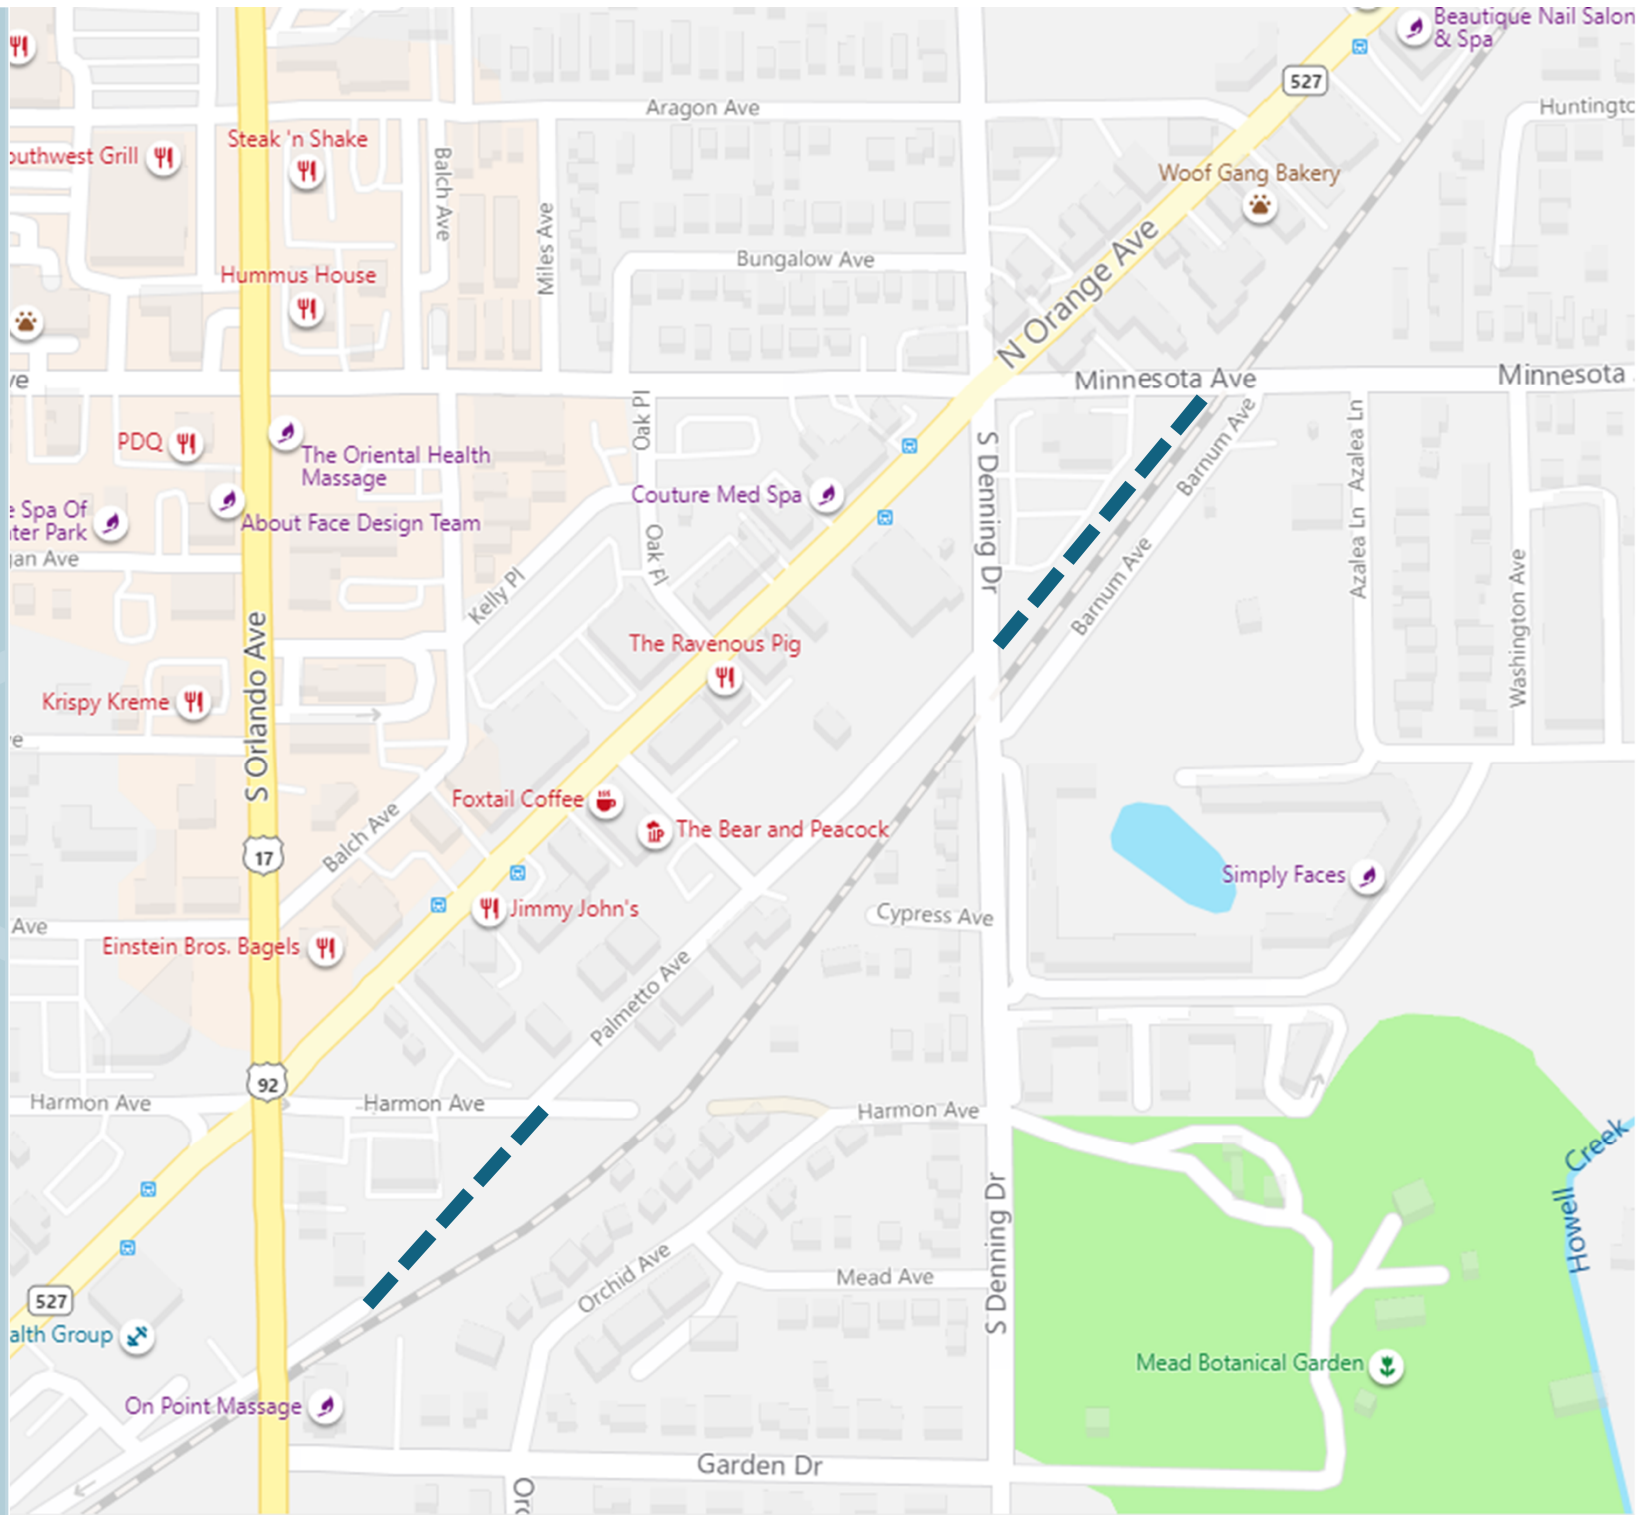 Beautique Nail Salon
& Spa
527
Aragon Ave
Huntingto
Steak 'n Shake
outhwest Grill
Balch Ave
Woof Gang Bakery
Miles Ave
Bungalow Ave
N Orange Ave
Hummus House
ve
Minnesota Ave
Minnesota
Oak Pl
PDQ
The Oriental Health
Massage
S Denning Dr
Barnum Ave
Azalea Ln
Azalea Ln
Couture Med Spa
e Spa Of
ter Park
About Face Design Team
gan Ave
Oak Pl
Kelly Pl
Barnum Ave
Washington Ave
The Ravenous Pig
S Orlando Ave
Krispy Kreme
e
Foxtail Coffee
The Bear and Peacock
Balch Ave
17
Simply Faces
Jimmy John's
Cypress Ave
Ave
Einstein Bros. Bagels
Palmetto Ave
92
Harmon Ave
Harmon Ave
Harmon Ave
Howell Creek
S Denning Dr
Orchid Ave
Mead Ave
527
alth Group
Mead Botanical Garden
On Point Massage
Garden Dr
Orc